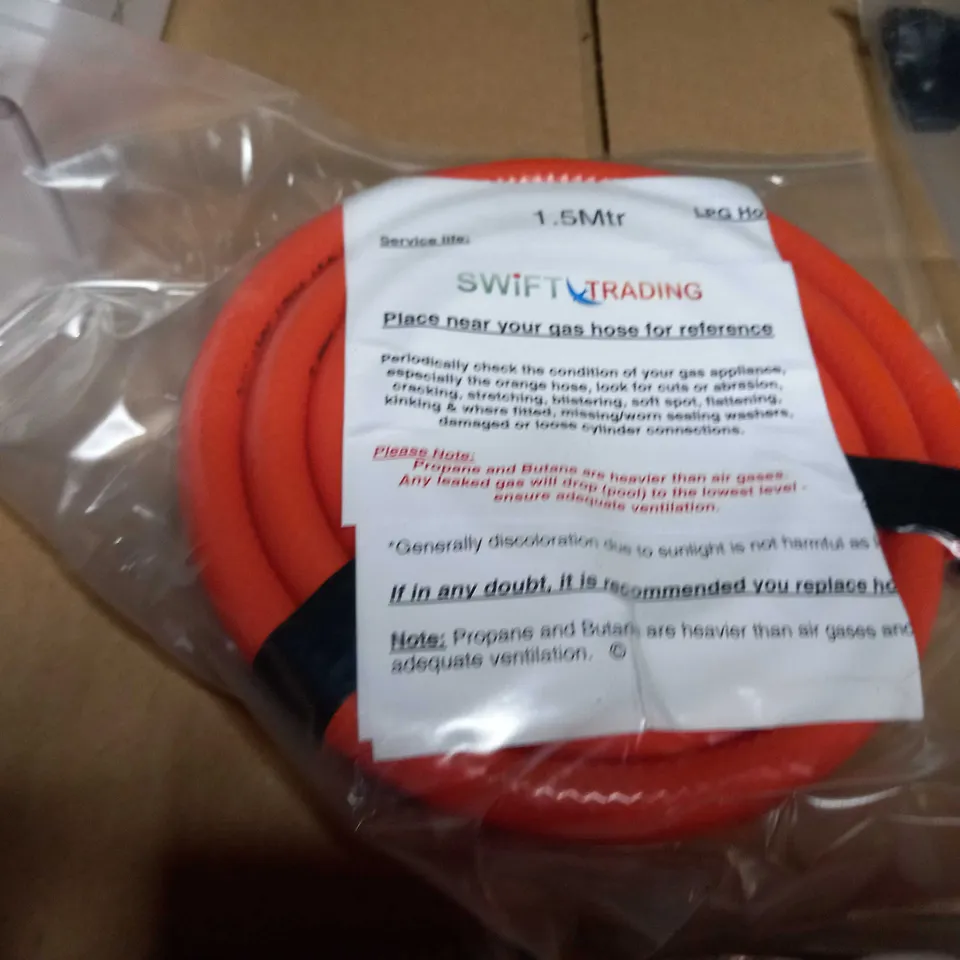 1.5Mtr LPG Ho
Service life:
SWiFT TRADING
Place near your gas hose for reference
Periodically check the condition of your gas appliance,
especially the orange hose, look for cuts or abrasion,
cracking, stretching, blistering, soft spot, flattening,
kinking & where fitted, missing/worn sealing washers,
damaged or loose cylinder connections.
Please Note:
Propane and Butane are heavier than air gases.
Any leaked gas will drop (pool) to the lowest level -
ensure adequate ventilation.
*Generally discoloration due to sunlight is not harmful as
If in any doubt, it is recommended you replace ho
Note: Propane and Butane are heavier than air gases and
adequate ventilation. ©